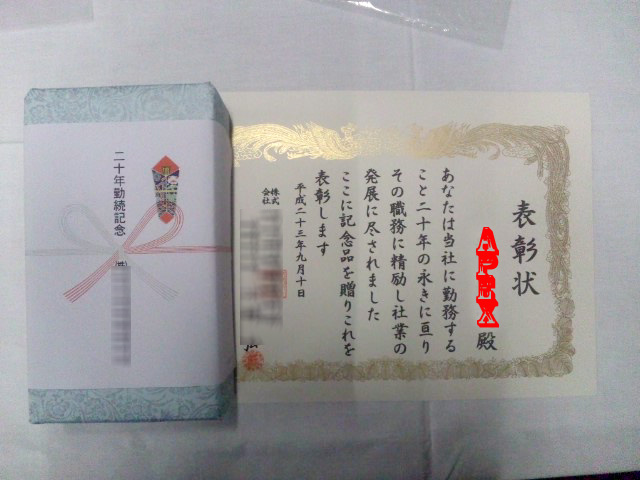 二十年勤続記念
㈱
表彰状
APEX 殿
あなたは当社に勤務する
こと二十年の永きに亘り
その職務に精励し社業の
発展に尽されました
ここに記念品を贈りこれを
表彰します
平成二十三年九月十日
株式会社